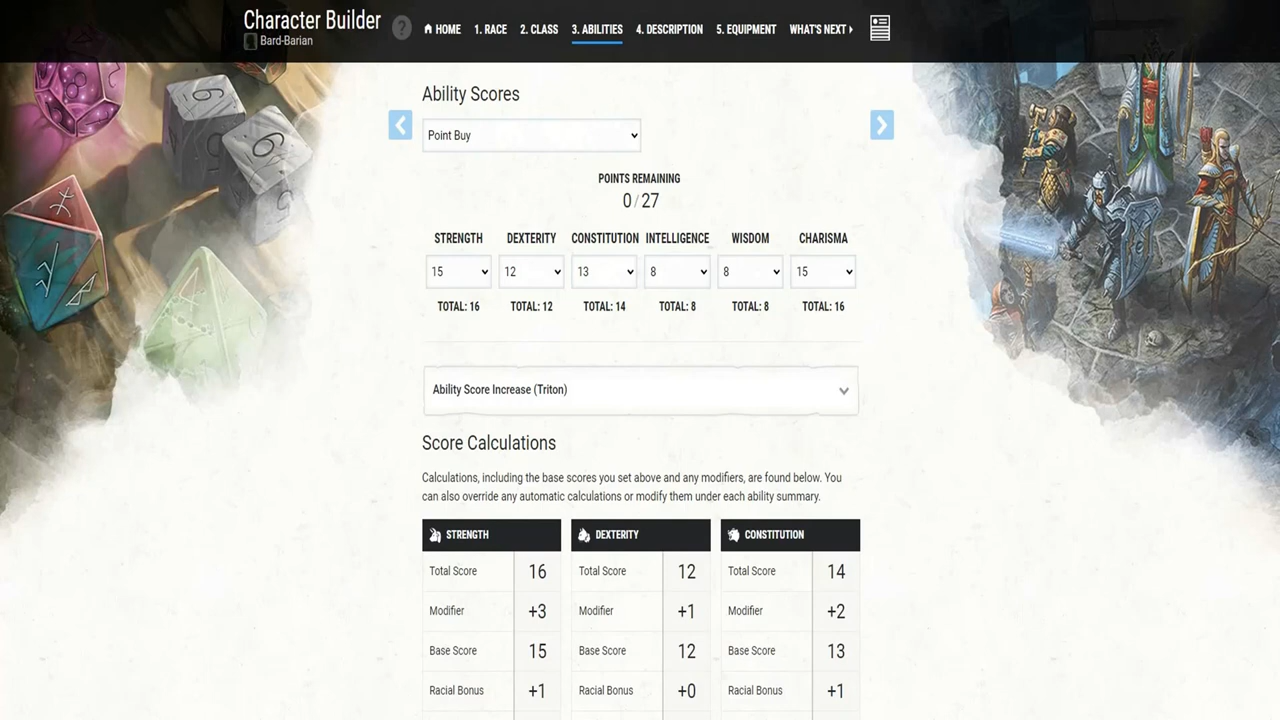 Character Builder
Bard-Barian
?
HOME 1. RACE 2. CLASS 3. ABILITIES 4. DESCRIPTION 5. EQUIPMENT WHAT'S NEXT
Ability Scores
Point Buy
POINTS REMAINING
0 / 27
STRENGTH DEXTERITY CONSTITUTION INTELLIGENCE WISDOM CHARISMA
15 12 13 8 8 15
TOTAL: 16 TOTAL: 12 TOTAL: 14 TOTAL: 8 TOTAL: 8 TOTAL: 16
Ability Score Increase (Triton)
Score Calculations
Calculations, including the base scores you set above and any modifiers, are found below. You
can also override any automatic calculations or modify them under each ability summary.
STRENGTH DEXTERITY CONSTITUTION
Total Score 16 Total Score 12 Total Score 14
Modifier +3 Modifier +1 Modifier +2
Base Score 15 Base Score 12 Base Score 13
Racial Bonus +1 Racial Bonus +0 Racial Bonus +1